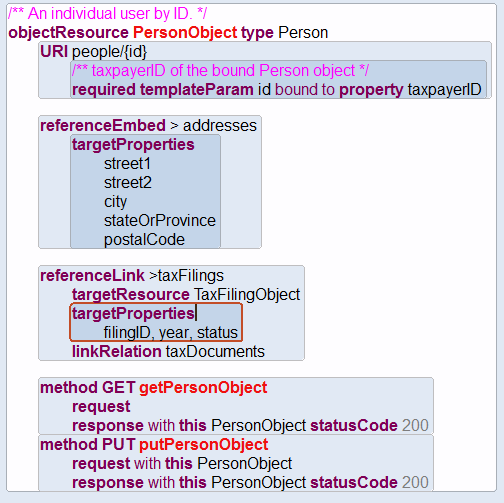 /** An individual user by ID. */
objectResource PersonObject type Person
URI people/{id}
/** taxpayerID of the bound Person object */
required templateParam id bound to property taxpayerID
referenceEmbed > addresses
targetProperties
street1
street2
city
stateOrProvince
postalCode
referenceLink >taxFilings
targetResource TaxFilingObject
targetProperties
filingID, year, status
linkRelation taxDocuments
method GET getPersonObject
request
response with this PersonObject statusCode 200
method PUT putPersonObject
request with this PersonObject
response with this PersonObject statusCode 200